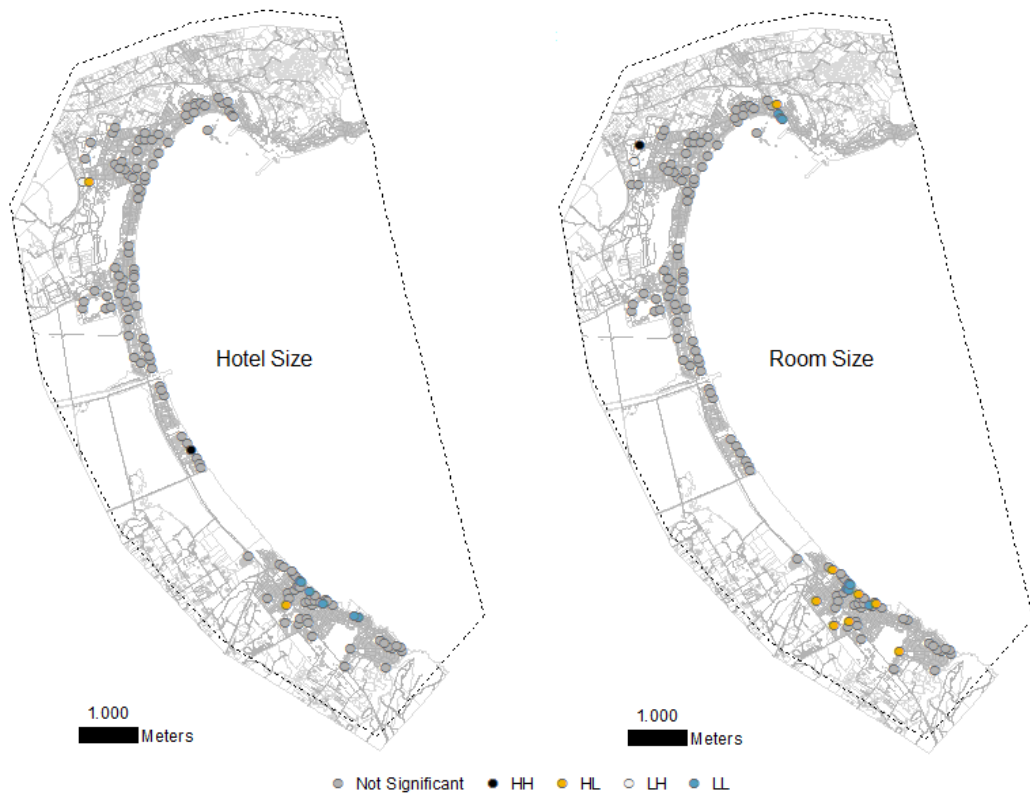 Hotel Size
Room Size
1.000
Meters
1.000
Meters
Not Significant HH HL LH LL